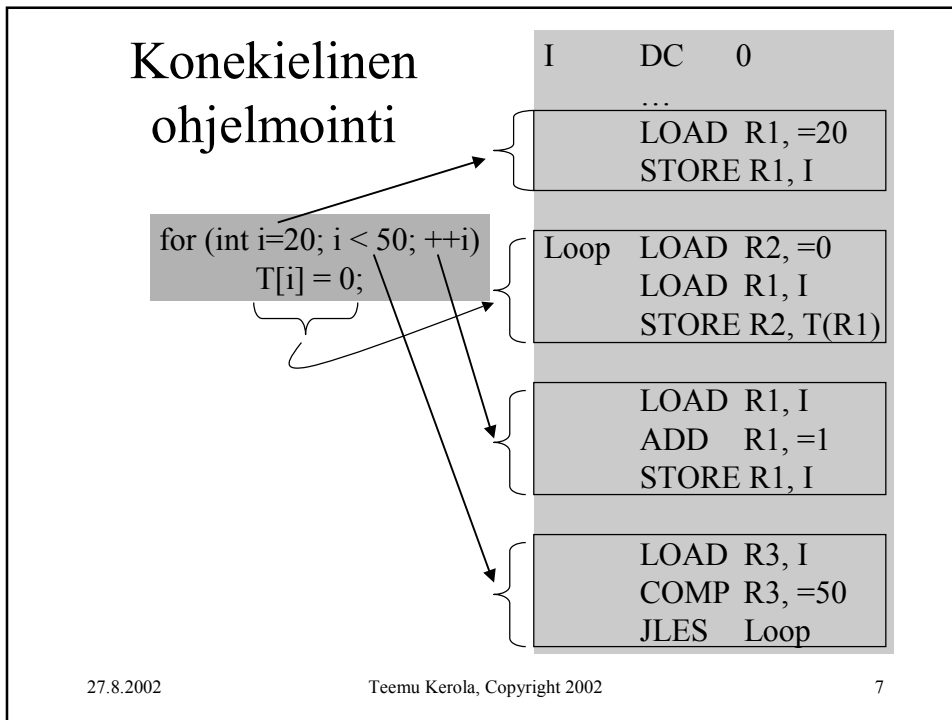 Konekielinen
ohjelmointi
for (int i=20; i < 50; ++i)
T[i] = 0;
I DC 0
…
LOAD R1, =20
STORE R1, I
Loop LOAD R2, =0
LOAD R1, I
STORE R2, T(R1)
LOAD R1, I
ADD R1, =1
STORE R1, I
LOAD R3, I
COMP R3, =50
JLES Loop
27.8.2002 Teemu Kerola, Copyright 2002 7